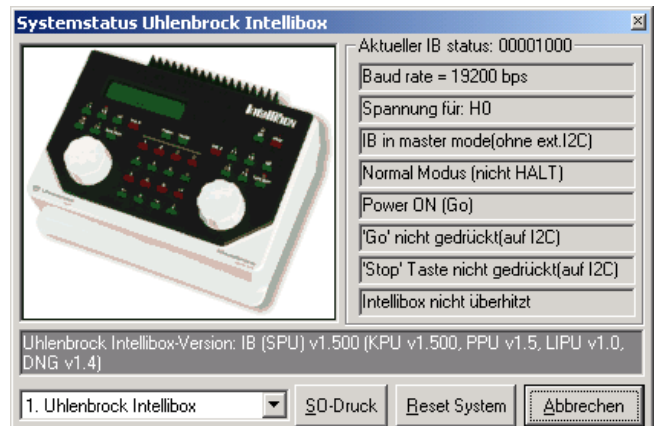 Systemstatus Uhlenbrock Intellibox
Aktueller IB status: 00001000
Baud rate = 19200 bps
Spannung für: H0
IB in master mode(ohne ext.I2C)
Normal Modus (nicht HALT)
Power ON (Go)
'Go' nicht gedrückt(auf I2C)
'Stop' Taste nicht gedrückt(auf I2C)
Intellibox nicht überhitzt
Intellibox
Uhlenbrock Intellibox-Version: IB (SPU) v1.500 (KPU v1.500, PPU v1.5, LIPU v1.0,
DNG v1.4)
1. Uhlenbrock Intellibox
SO-Druck
Reset System
Abbrechen